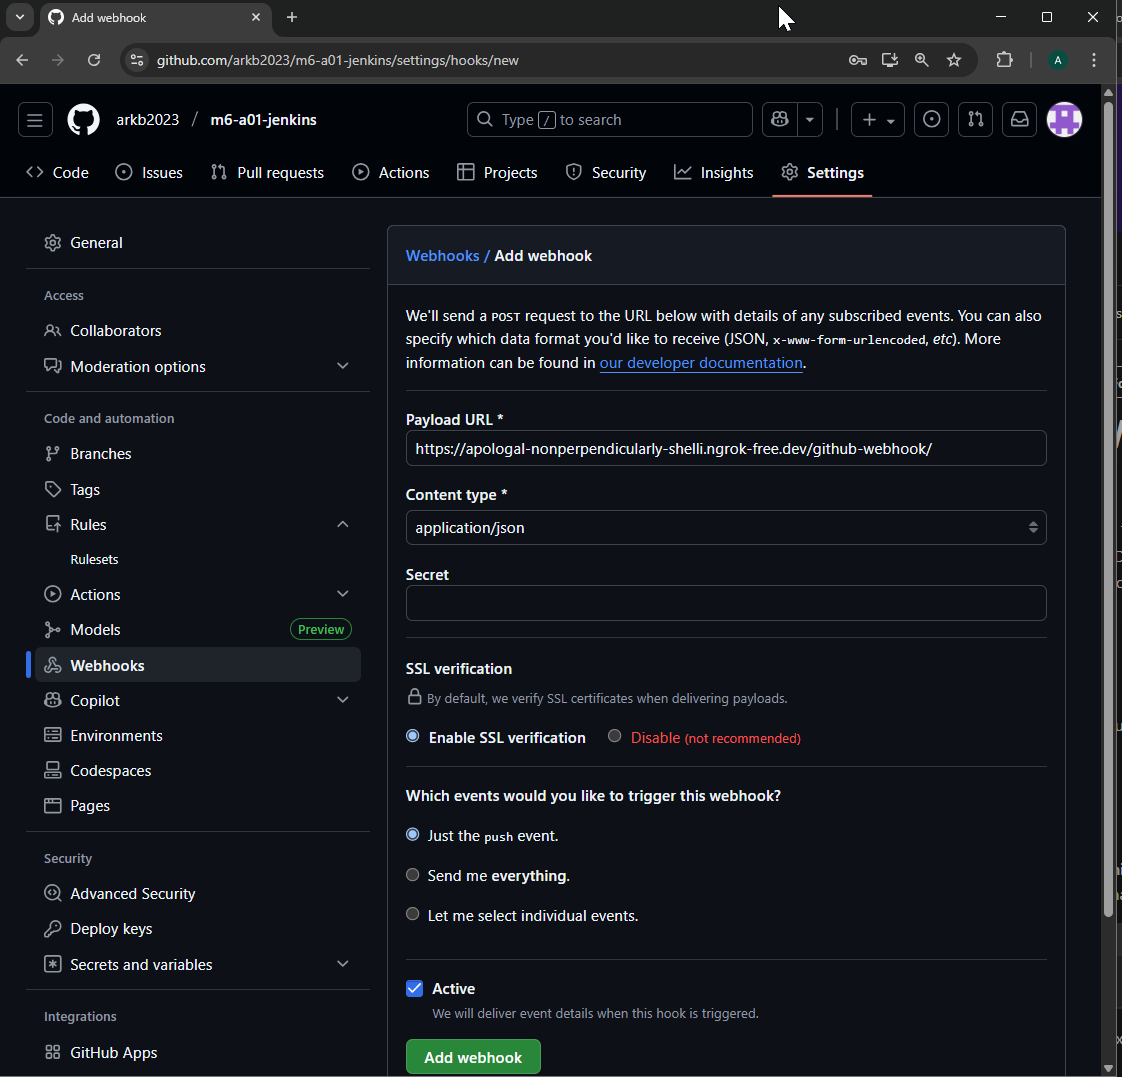 Add webhook
github.com/arkb2023/m6-a01-jenkins/settings/hooks/new
A
arkb2023 / m6-a01-jenkins
Type / to search
Code
Issues
Pull requests
Actions
Projects
Security
Insights
Settings
General
Access
Collaborators
Moderation options
Code and automation
Branches
Tags
Rules
Rulesets
Actions
Models
Preview
Webhooks
Copilot
Environments
Codespaces
Pages
Security
Advanced Security
Deploy keys
Secrets and variables
Integrations
GitHub Apps
Webhooks / Add webhook
We'll send a POST request to the URL below with details of any subscribed events. You can also
specify which data format you'd like to receive (JSON, x-www-form-urlencoded, etc). More
information can be found in our developer documentation.
Payload URL *
https://apologal-nonperpendicularly-shelli.ngrok-free.dev/github-webhook/
Content type *
application/json
Secret
SSL verification
By default, we verify SSL certificates when delivering payloads.
Enable SSL verification
Disable (not recommended)
Which events would you like to trigger this webhook?
Just the push event.
Send me everything.
Let me select individual events.
Active
We will deliver event details when this hook is triggered.
Add webhook